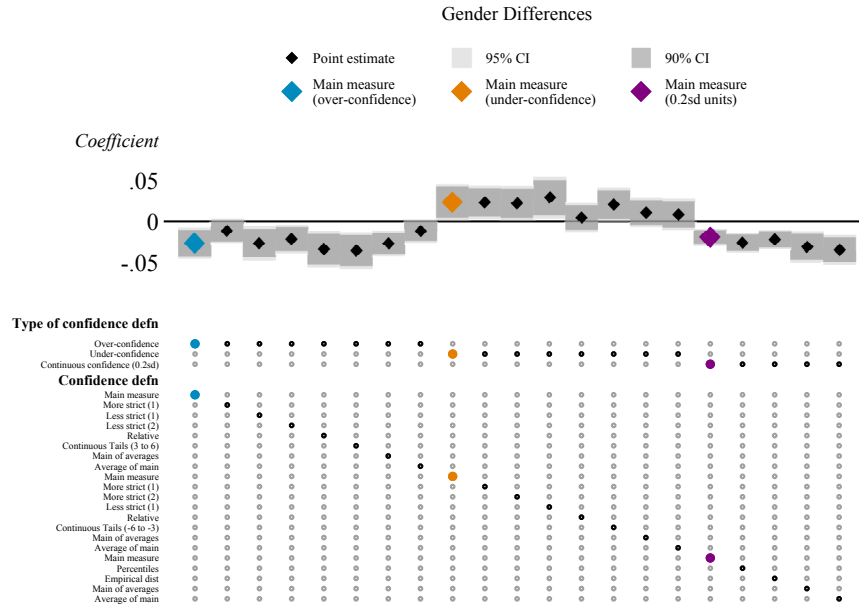 Gender Differences
Point estimate
95% CI
90% CI
Main measure
(over-confidence)
Main measure
(under-confidence)
Main measure
(0.2sd units)
Coefficient
.05
0
-.05
Type of confidence defn
Over-confidence
Under-confidence
Continuous confidence (0.2sd)
Confidence defn
Main measure
More strict (1)
Less strict (1)
Less strict (2)
Relative
Continuous Tails (3 to 6)
Main of averages
Average of main
Main measure
More strict (1)
More strict (2)
Less strict (1)
Relative
Continuous Tails (-6 to -3)
Main of averages
Average of main
Main measure
Percentiles
Empirical dist
Main of averages
Average of main